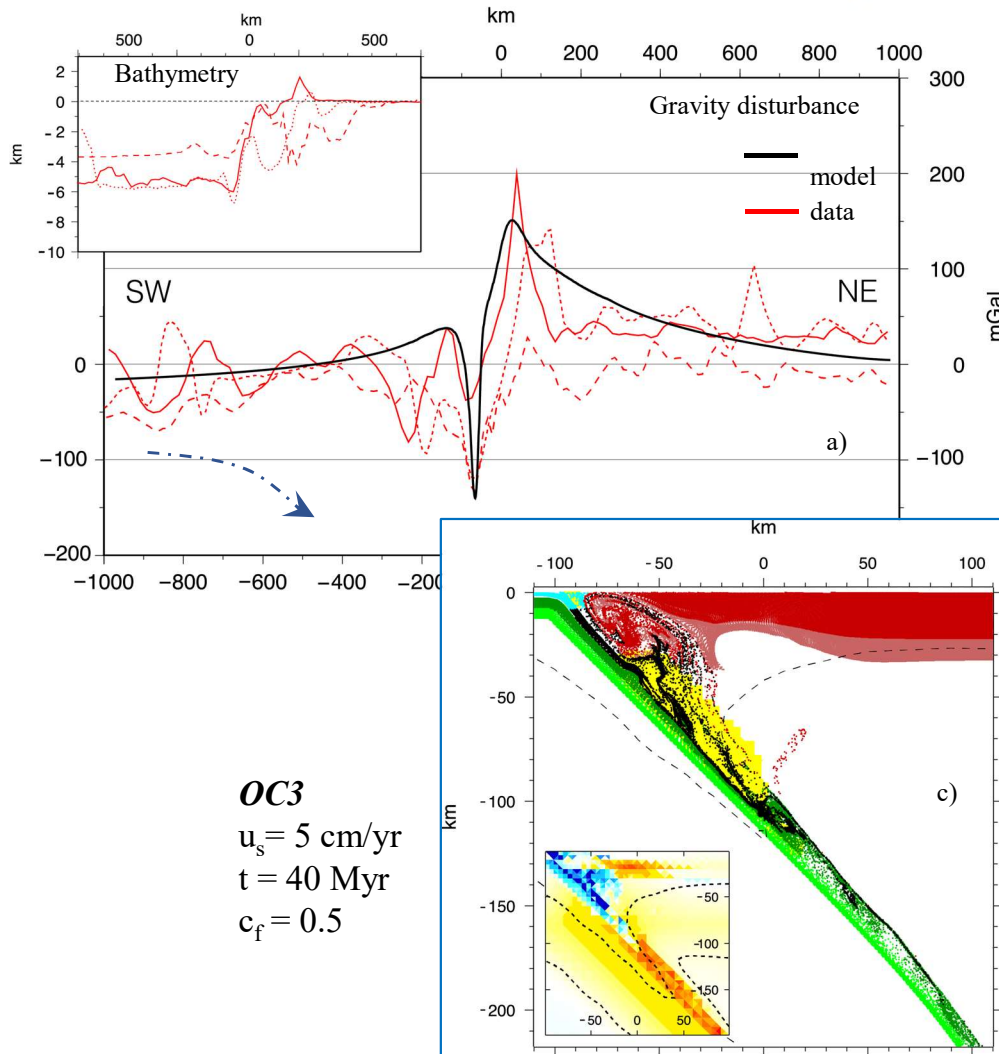 km
500 0 500
Bathymetry
2
0
-2
-4
-6
-8
-10
km
km
0 200 400 600 800 1000
300
200
100
0
-100
mGal
Gravity disturbance
model
data
SW
NE
a)
0
-100
-200
-1000 -800 -600 -400 -200
OC3
us= 5 cm/yr
t = 40 Myr
cf = 0.5
km
-100 -50 0 50 100
0
-50
-100
-150
-200
km
c)
-50
-100
-150
-50 0 50